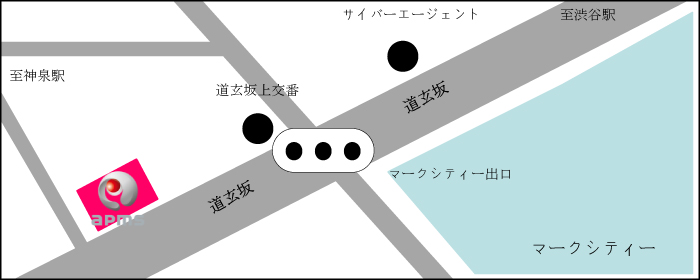 サイバーエージェント
至渋谷駅
至神泉駅
道玄坂上交番
道玄坂
マークシティー出口
道玄坂
apms
マークシティー